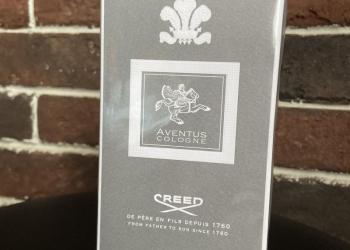 AVENTUS
COLOGNE
CREED
DE PÈRE EN FILS DEPUIS 1760
FROM FATHER TO SON SINCE 1760